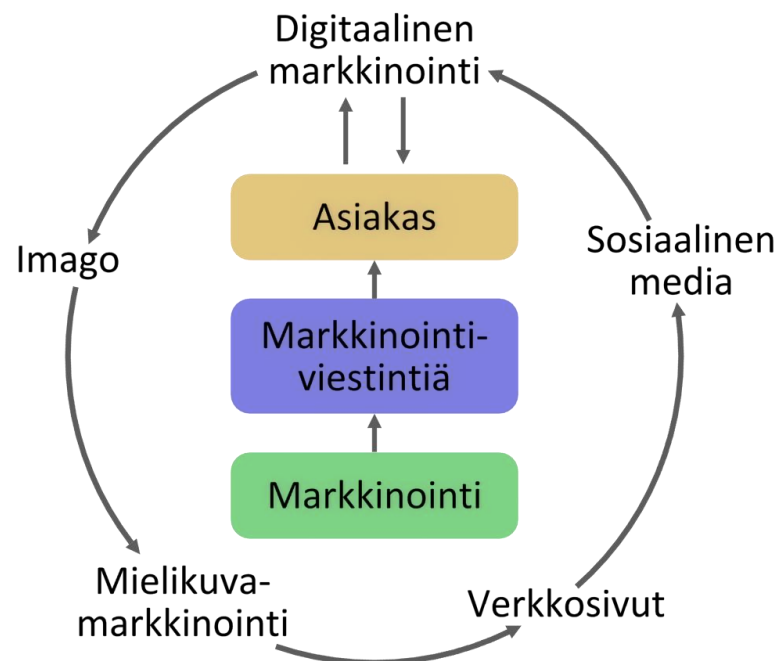 Digitaalinen
markkinointi
Asiakas
Sosiaalinen
media
Imago
Markkinointi-
viestintiä
Markkinointi
Mielikuva-
markkinointi
Verkkosivut